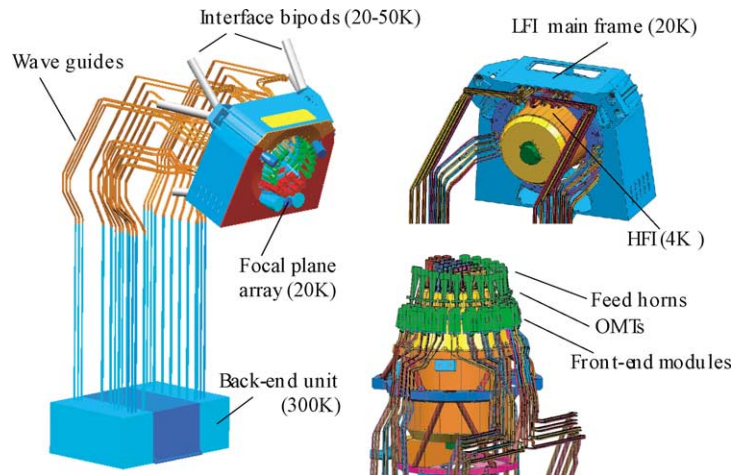 Interface bipods (20-50K)
Wave guides
LFI main frame (20K)
HFI (4K )
Focal plane
array (20K)
Feed horns
OMTs
Front-end modules
Back-end unit
(300K)